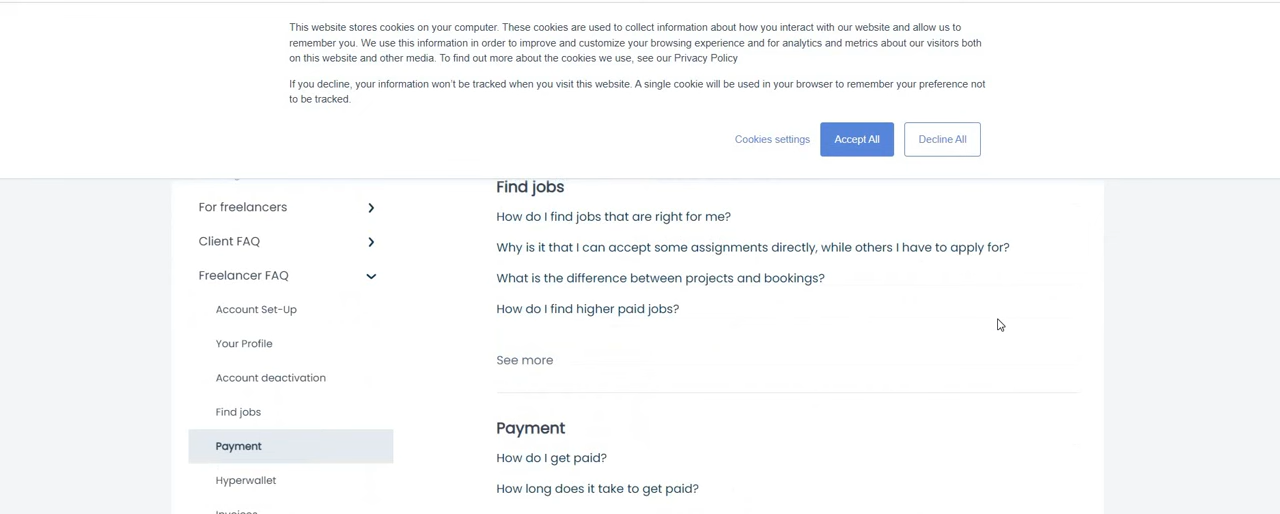 This website stores cookies on your computer. These cookies are used to collect information about how you interact with our website and allow us to
remember you. We use this information in order to improve and customize your browsing experience and for analytics and metrics about our visitors both
on this website and other media. To find out more about the cookies we use, see our Privacy Policy
If you decline, your information won't be tracked when you visit this website. A single cookie will be used in your browser to remember your preference not
to be tracked.
Cookies settings
Accept All
Decline All
For freelancers
Client FAQ
Freelancer FAQ
Account Set-Up
Your Profile
Account deactivation
Find jobs
Payment
Hyperwallet
Find jobs
How do I find jobs that are right for me?
Why is it that I can accept some assignments directly, while others I have to apply for?
What is the difference between projects and bookings?
How do I find higher paid jobs?
See more
Payment
How do I get paid?
How long does it take to get paid?